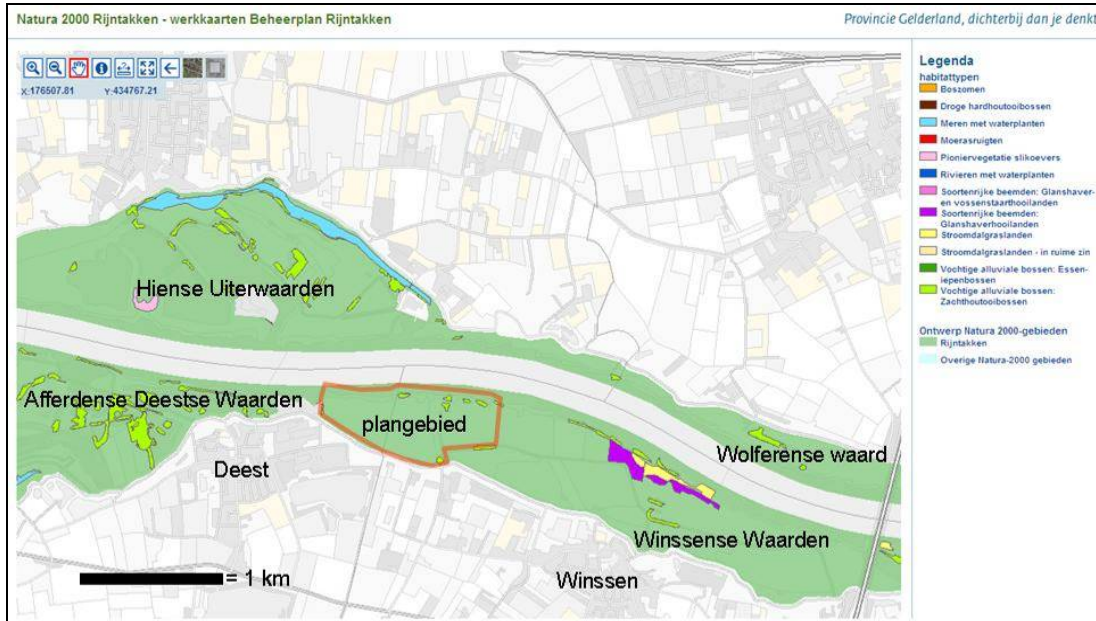 Natura 2000 Rijntakken - werkkaarten Beheerplan Rijntakken
Provincie Gelderland, dichterbij dan je denkt
X:176507.81 Y:434767.21
Hiense Uiterwaarden
Afferdense Deestse Waarden
plangebied
Deest
Wolferense waard
Winssense Waarden
Winssen
= 1 km
Legenda
habitattypen
Boszomen
Droge hardhoutooibossen
Meren met waterplanten
Moerasruigten
Pioniervegetatie slikoevers
Rivieren met waterplanten
Soortenrijke beemden: Glanshaver-
en vossenstaarthooilanden
Soortenrijke beemden:
Glanshaverhooilanden
Stroomdalgraslanden
Stroomdalgraslanden - in ruime zin
Vochtige alluviale bossen: Essen-
iepenbossen
Vochtige alluviale bossen:
Zachthoutooibossen
Ontwerp Natura 2000-gebieden
Rijntakken
Overige Natura-2000 gebieden